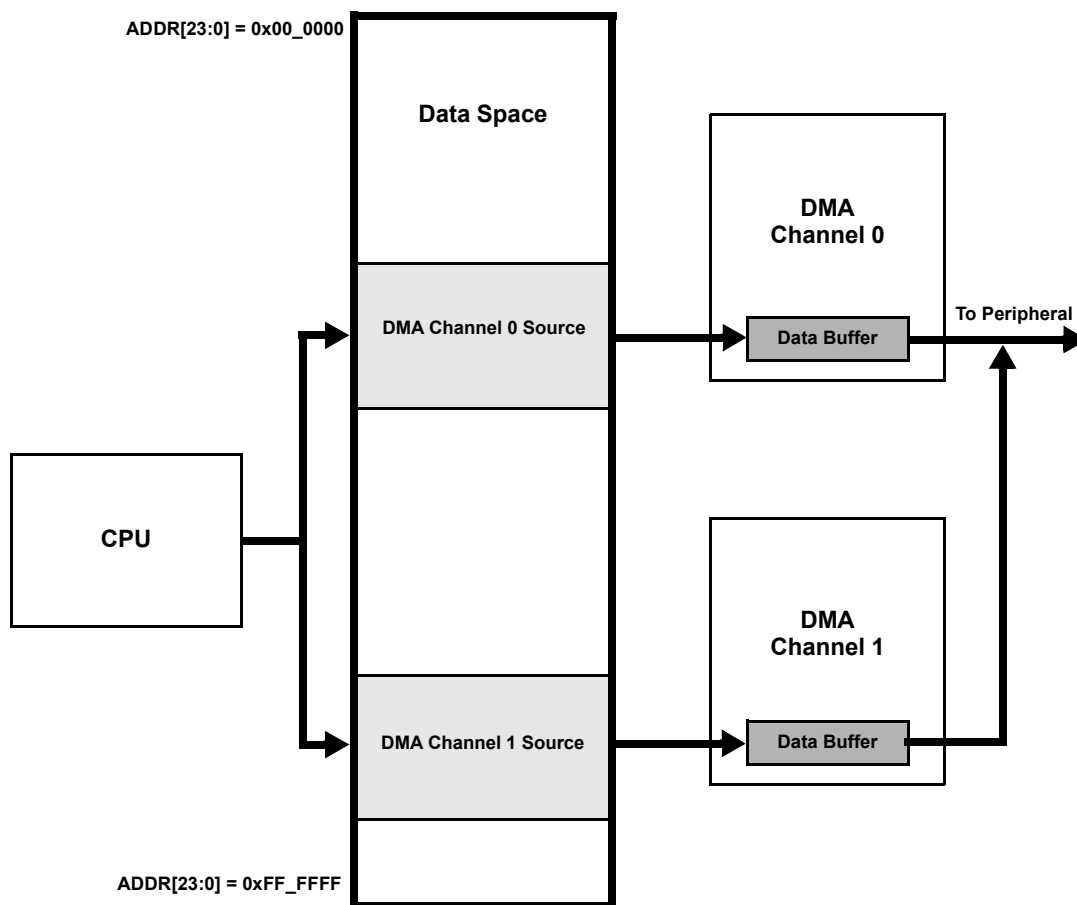 ADDR[23:0] = 0x00_0000
Data Space
DMA
Channel 0
To Peripheral
DMA Channel 0 Source
Data Buffer
CPU
DMA
Channel 1
DMA Channel 1 Source
Data Buffer
ADDR[23:0] = 0xFF_FFFF